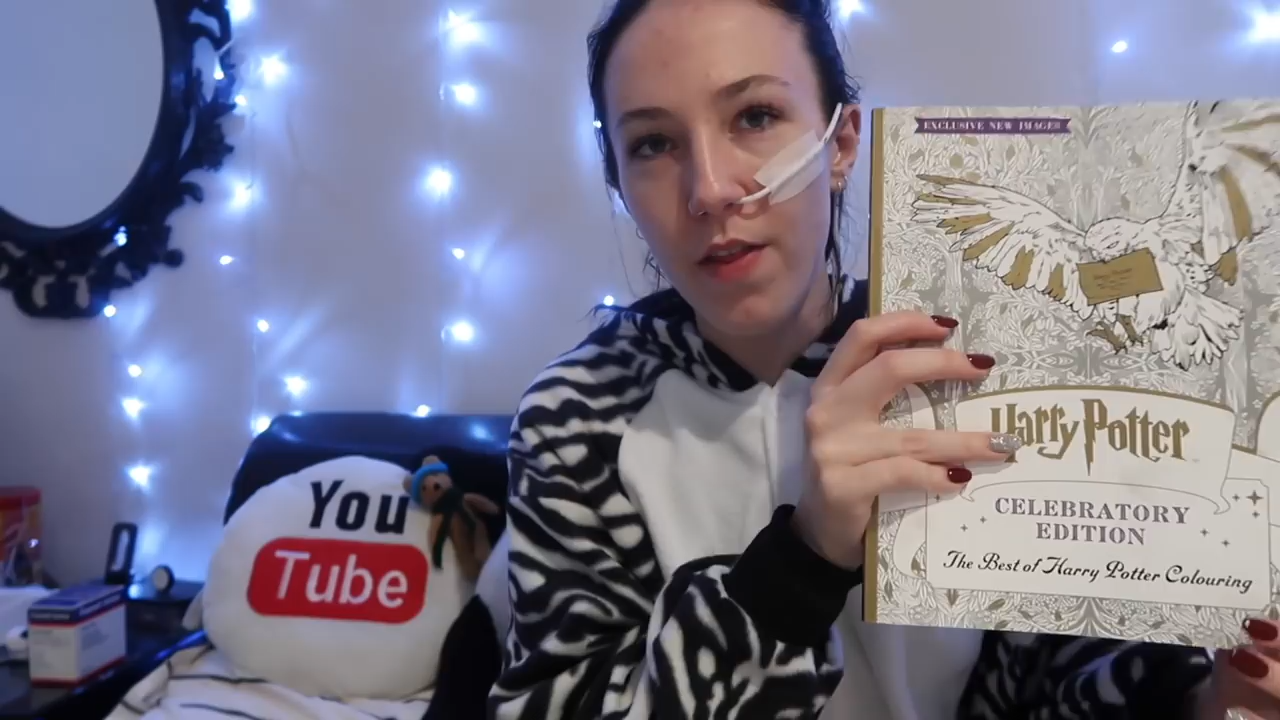 EXCLUSIVE NEW IMAGES
Harry Potter
CELEBRATORY
EDITION
The Best of Harry Potter Colouring
You
Tube